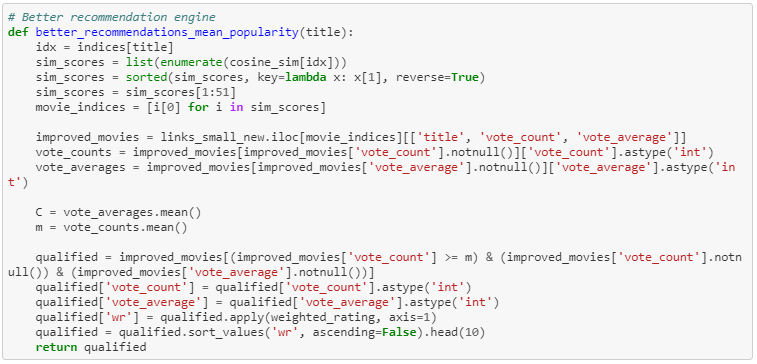 # Better recommendation engine
def better_recommendations_mean_popularity(title):
    idx = indices[title]
    sim_scores = list(enumerate(cosine_sim[idx]))
    sim_scores = sorted(sim_scores, key=lambda x: x[1], reverse=True)
    sim_scores = sim_scores[1:51]
    movie_indices = [i[0] for i in sim_scores]

    improved_movies = links_small_new.iloc[movie_indices][['title', 'vote_count', 'vote_average']]
    vote_counts = improved_movies[improved_movies['vote_count'].notnull()]['vote_count'].astype('int')
    vote_averages = improved_movies[improved_movies['vote_average'].notnull()]['vote_average'].astype('in
t')

    C = vote_averages.mean()
    m = vote_counts.mean()

    qualified = improved_movies[(improved_movies['vote_count'] >= m) & (improved_movies['vote_count'].notn
ull()) & (improved_movies['vote_average'].notnull())]
    qualified['vote_count'] = qualified['vote_count'].astype('int')
    qualified['vote_average'] = qualified['vote_average'].astype('int')
    qualified['wr'] = qualified.apply(weighted_rating, axis=1)
    qualified = qualified.sort_values('wr', ascending=False).head(10)
    return qualified